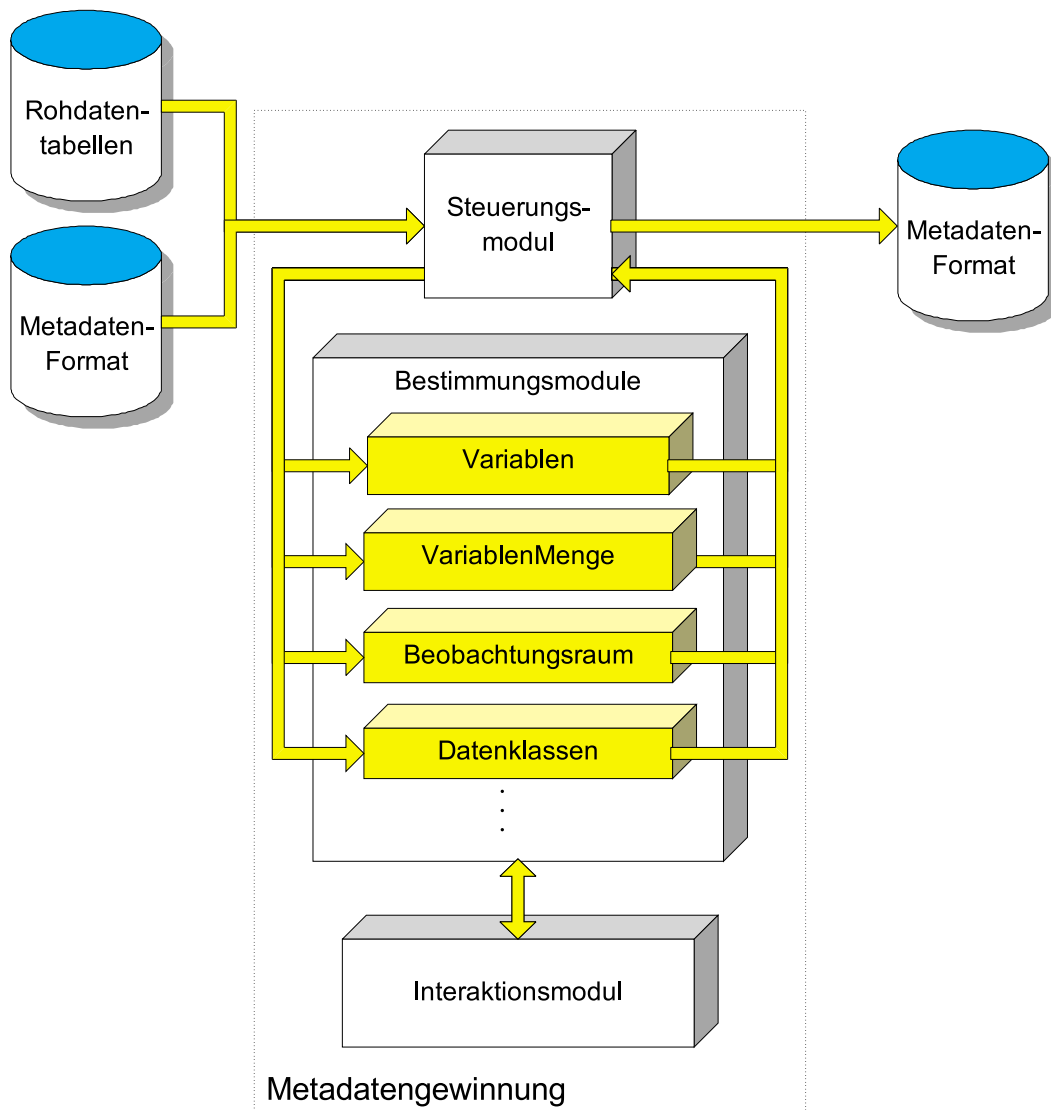 Rohdaten-
tabellen
Metadaten-
Format
Steuerungs-
modul
Metadaten-
Format
Bestimmungsmodule
Variablen
VariablenMenge
Beobachtungsraum
Datenklassen
.
.
.
Interaktionsmodul
Metadatengewinnung